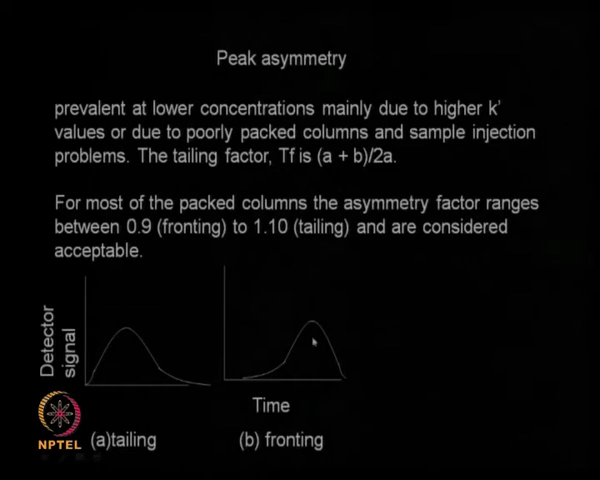 Peak asymmetry
prevalent at lower concentrations mainly due to higher k'
values or due to poorly packed columns and sample injection
problems. The tailing factor, Tf is (a + b)/2a.
For most of the packed columns the asymmetry factor ranges
between 0.9 (fronting) to 1.10 (tailing) and are considered
acceptable.
Detector
signal
Time
NPTEL
(a)tailing
(b) fronting